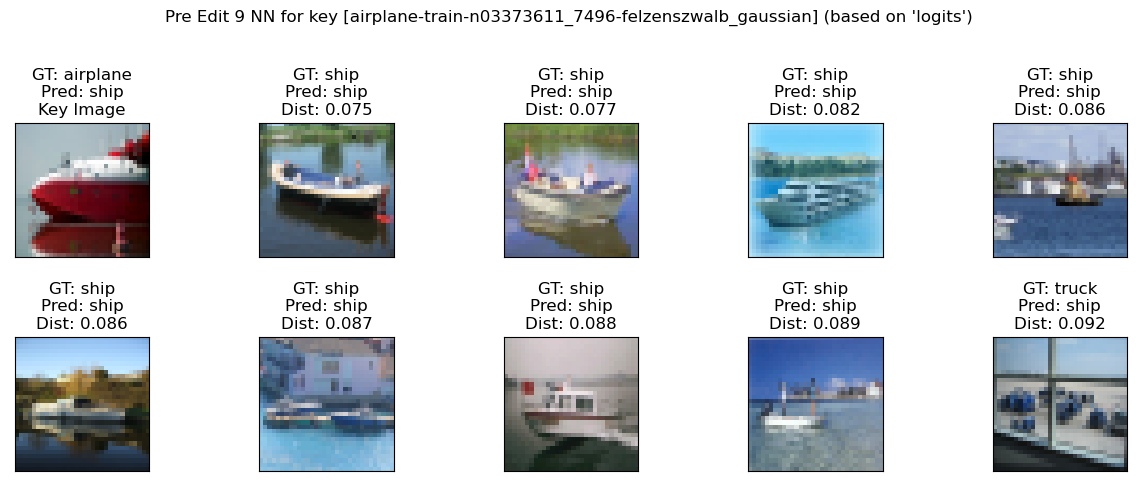 Pre Edit 9 NN for key [airplane-train-n03373611_7496-felzenszwalb_gaussian] (based on 'logits')
GT: airplane
Pred: ship
Key Image
GT: ship
Pred: ship
Dist: 0.075
GT: ship
Pred: ship
Dist: 0.077
GT: ship
Pred: ship
Dist: 0.082
GT: ship
Pred: ship
Dist: 0.086
GT: ship
Pred: ship
Dist: 0.086
GT: ship
Pred: ship
Dist: 0.087
GT: ship
Pred: ship
Dist: 0.088
GT: ship
Pred: ship
Dist: 0.089
GT: truck
Pred: ship
Dist: 0.092